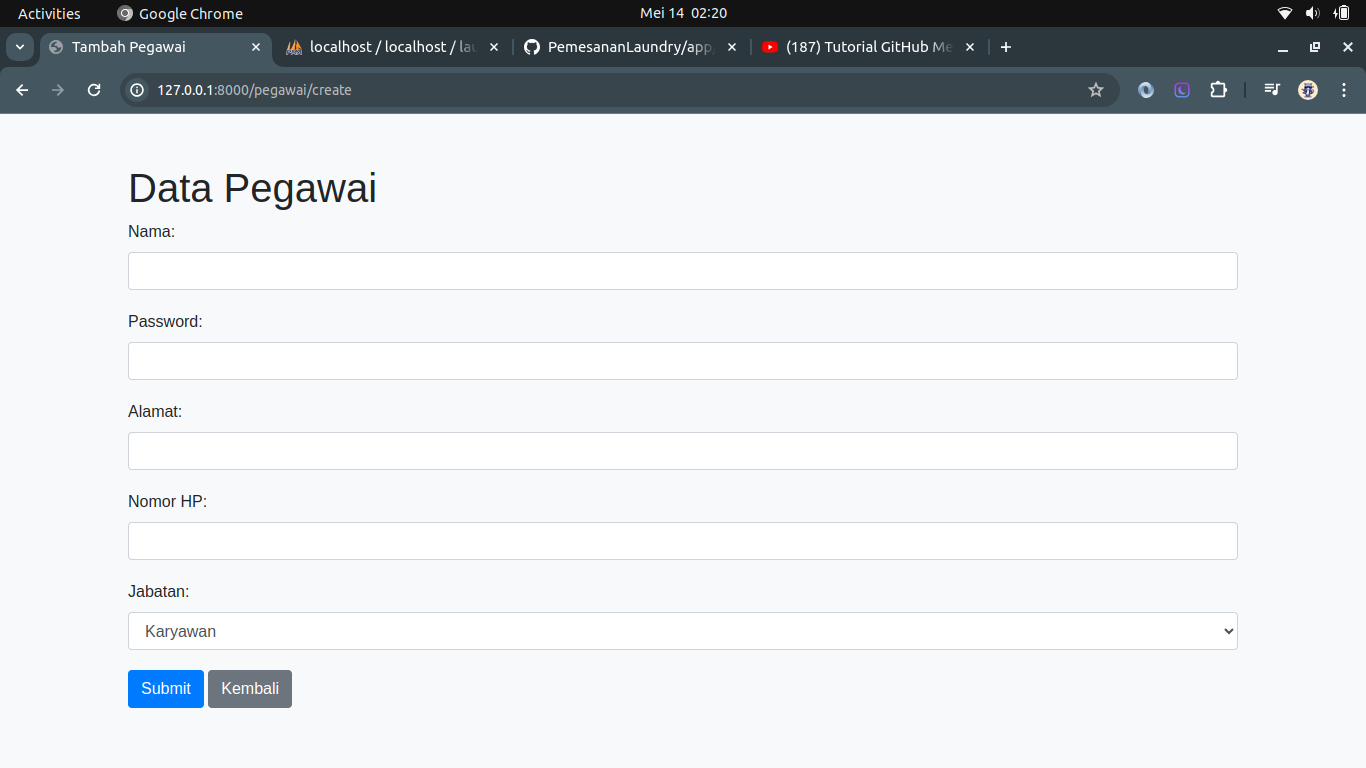 Activities Google Chrome Mei 14 02:20
Tambah Pegawai localhost / localhost / lau PemesananLaundry/app, (187) Tutorial GitHub Me
127.0.0.1:8000/pegawai/create
Data Pegawai
Nama:
Password:
Alamat:
Nomor HP:
Jabatan:
Karyawan
Submit Kembali